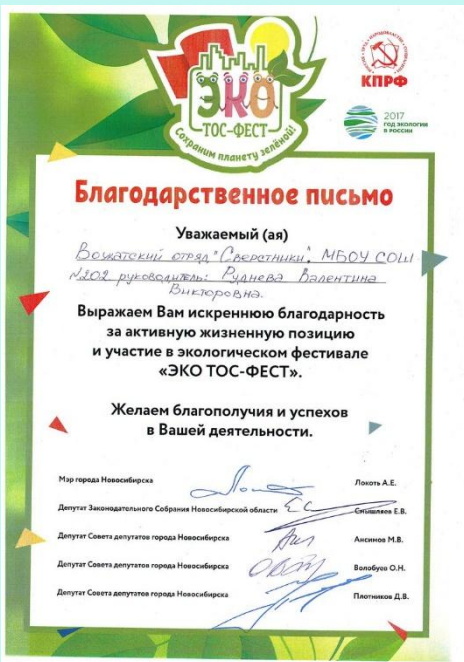 ЭКО
ТОС-ФЕСТ
Сохраним планету зелёной!
КПРФ
2017
ГОД ЭКОЛОГИИ
В РОССИИ
Благодарственное письмо
Уважаемый (ая)
Вожатский отряд "Сверстники". МБОУ СОШ
№202 руководитель: Руднева Валентина
Викторовна.
Выражаем Вам искреннюю благодарность
за активную жизненную позицию
и участие в экологическом фестивале
«ЭКО ТОС-ФЕСТ».
Желаем благополучия и успехов
в Вашей деятельности.
Мэр города Новосибирска Локоть А.Е.
Депутат Законодательного Собрания Новосибирской области Смышляев Е.В.
Депутат Совета депутатов города Новосибирска Аксимов М.В.
Депутат Совета депутатов города Новосибирска Волобуев О.Н.
Депутат Совета депутатов города Новосибирска Плотников Д.В.